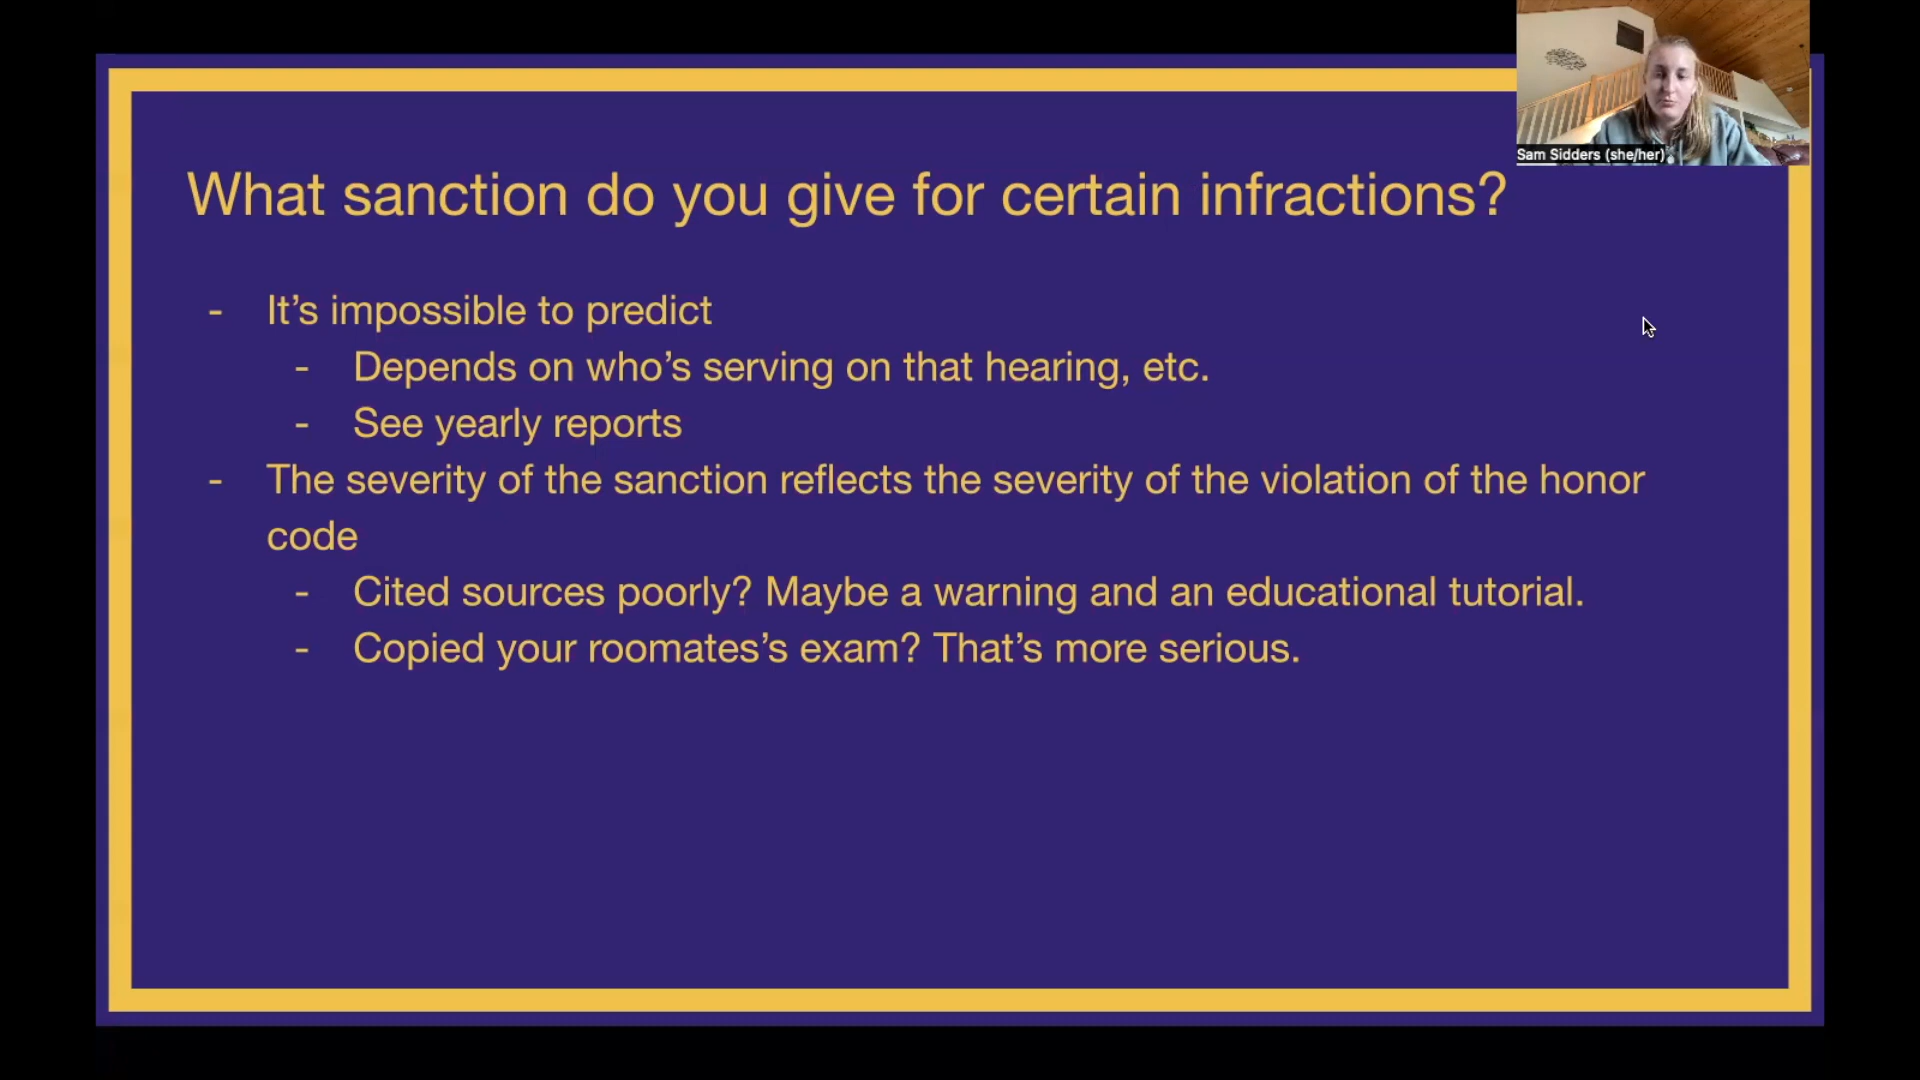 Sam Sidders (she/her)
What sanction do you give for certain infractions?
- It’s impossible to predict
- Depends on who’s serving on that hearing, etc.
- See yearly reports
- The severity of the sanction reflects the severity of the violation of the honor
code
- Cited sources poorly? Maybe a warning and an educational tutorial.
- Copied your roomates’s exam? That’s more serious.